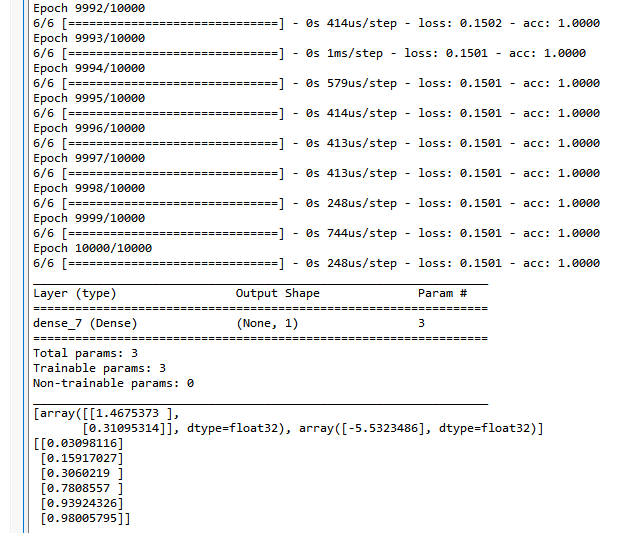 Epoch 9992/10000
6/6 [==============================] - 0s 414us/step - loss: 0.1502 - acc: 1.0000
Epoch 9993/10000
6/6 [==============================] - 0s 1ms/step - loss: 0.1501 - acc: 1.0000
Epoch 9994/10000
6/6 [==============================] - 0s 579us/step - loss: 0.1501 - acc: 1.0000
Epoch 9995/10000
6/6 [==============================] - 0s 414us/step - loss: 0.1501 - acc: 1.0000
Epoch 9996/10000
6/6 [==============================] - 0s 413us/step - loss: 0.1501 - acc: 1.0000
Epoch 9997/10000
6/6 [==============================] - 0s 413us/step - loss: 0.1501 - acc: 1.0000
Epoch 9998/10000
6/6 [==============================] - 0s 248us/step - loss: 0.1501 - acc: 1.0000
Epoch 9999/10000
6/6 [==============================] - 0s 744us/step - loss: 0.1501 - acc: 1.0000
Epoch 10000/10000
6/6 [==============================] - 0s 248us/step - loss: 0.1501 - acc: 1.0000
_________________________________________________________________
Layer (type)                 Output Shape              Param #
=================================================================
dense_7 (Dense)              (None, 1)                 3
=================================================================
Total params: 3
Trainable params: 3
Non-trainable params: 0
_________________________________________________________________
[array([[1.4675373 ],
       [0.31095314]], dtype=float32), array([-5.5323486], dtype=float32)]
[[0.03098116]
 [0.15917027]
 [0.3060219 ]
 [0.7808557 ]
 [0.93924326]
 [0.98005795]]